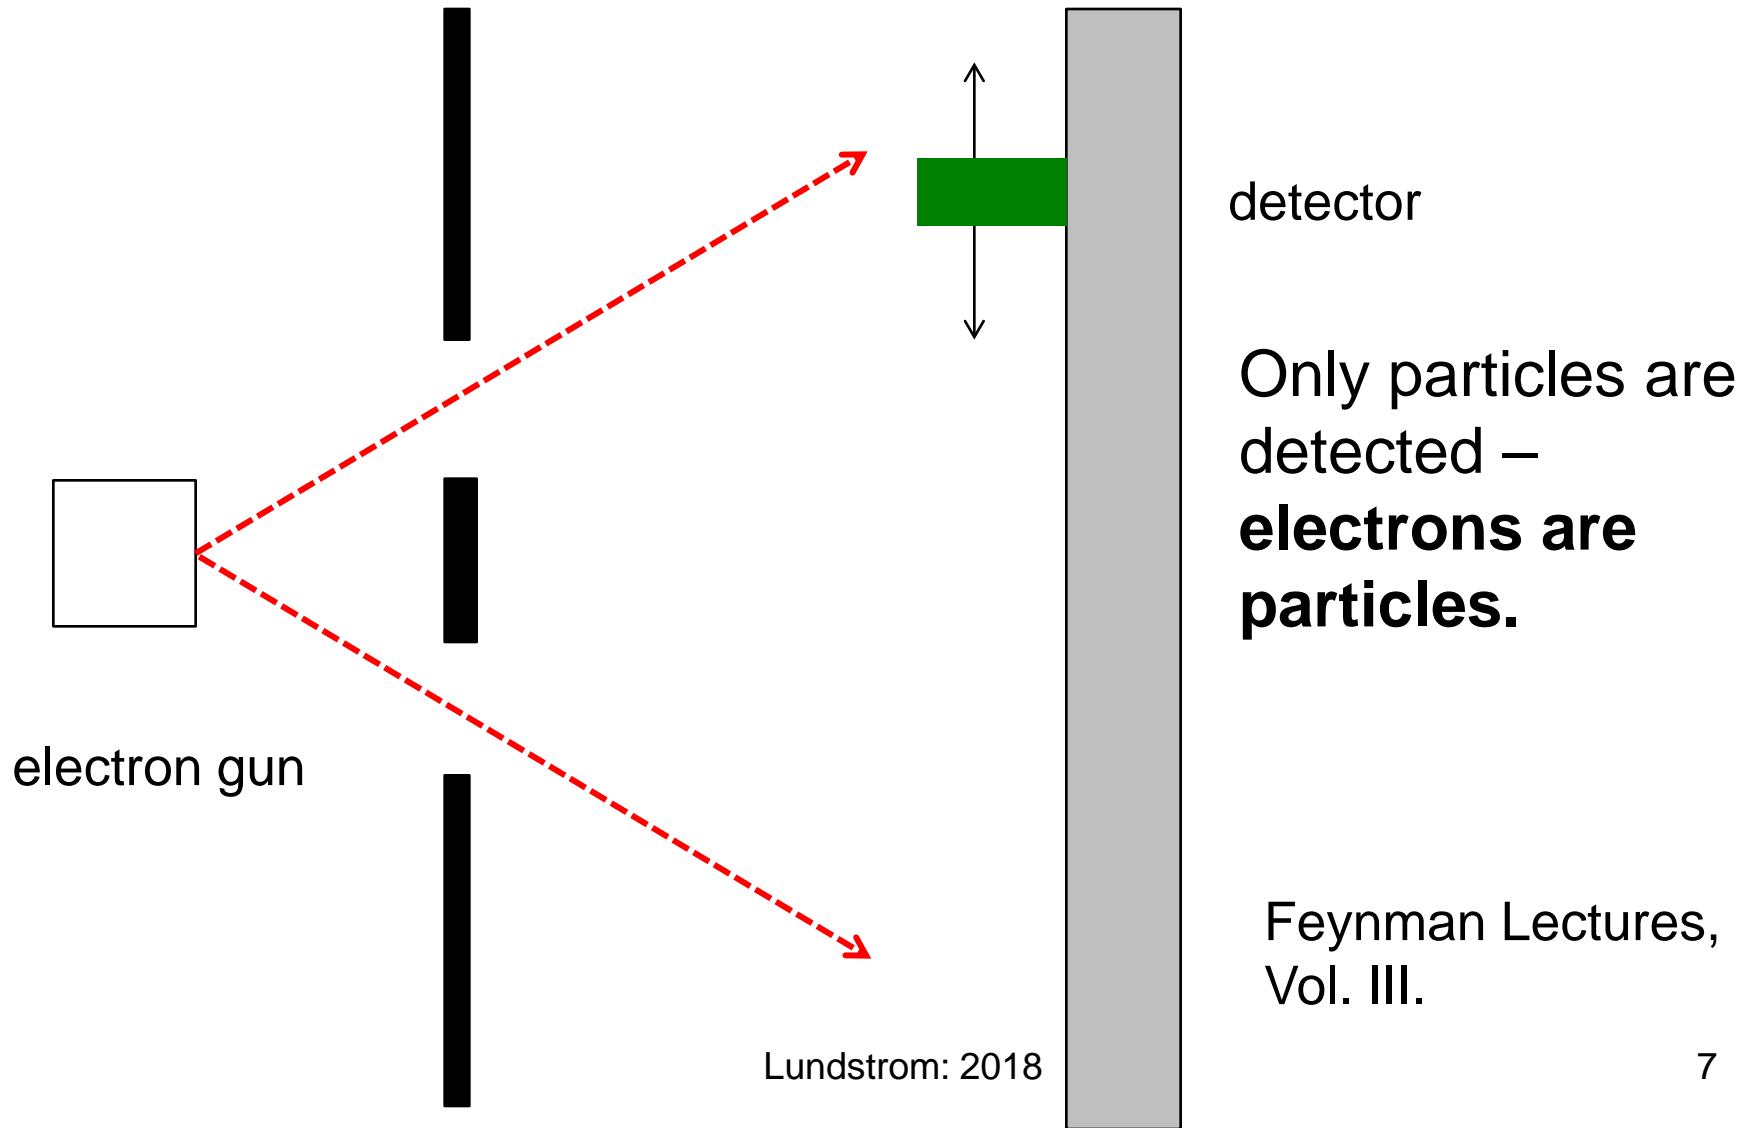 detector
Only particles are
detected –
electrons are
particles.
electron gun
Feynman Lectures,
Vol. III.
Lundstrom: 2018
7